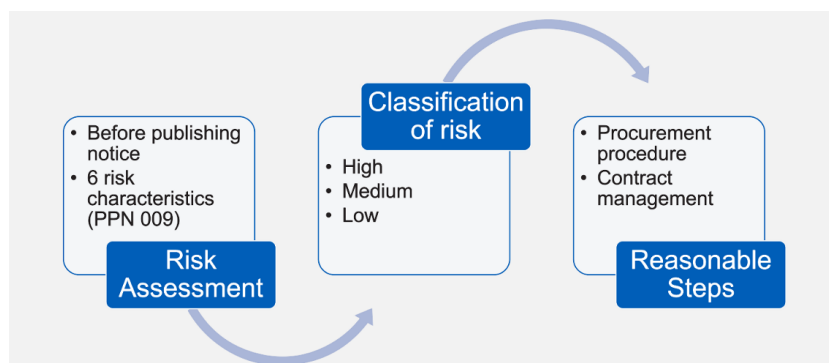 • Before publishing
notice
• 6 risk
characteristics
(PPN 009)
Risk
Assessment
Classification
of risk
• High
• Medium
• Low
• Procurement
procedure
• Contract
management
Reasonable
Steps